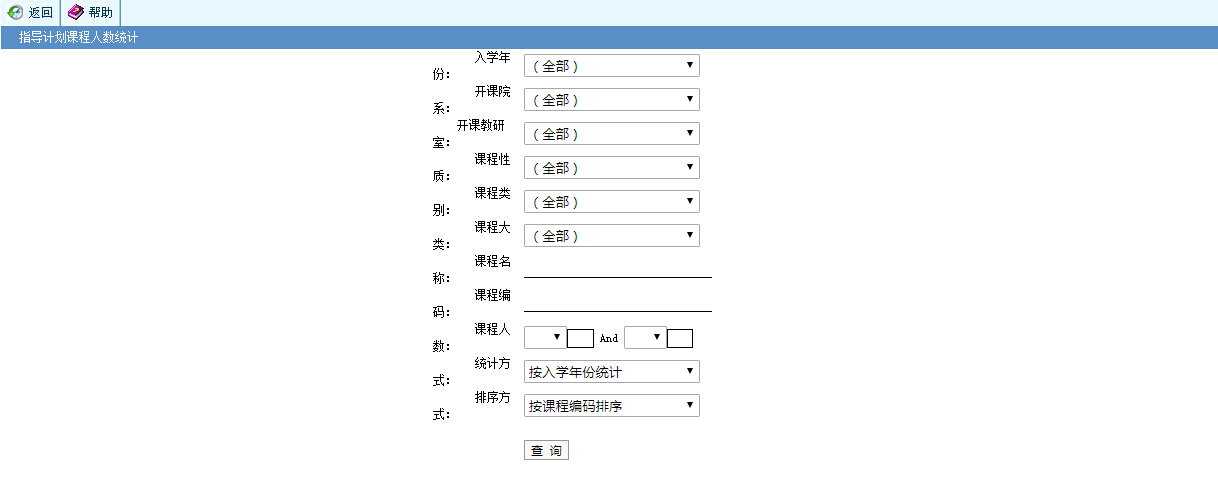 返回 帮助
指导计划课程人数统计
入学年
份： （全部）
开课院
系： （全部）
开课教研
室： （全部）
课程性
质： （全部）
课程类
别： （全部）
课程大
类： （全部）
课程名
称：
课程编
码：
课程人
数： And
统计方
式： 按入学年份统计
排序方
式： 按课程编码排序
查 询